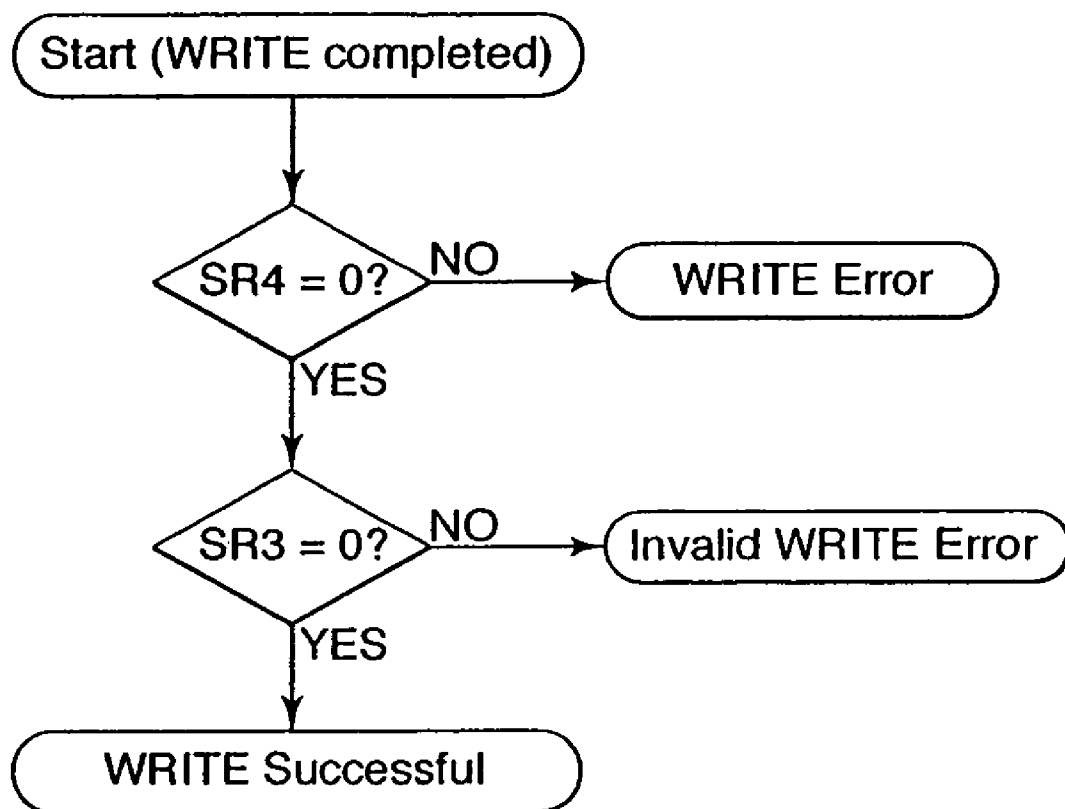 Start (WRITE completed)
SR4 = 0?
NO
WRITE Error
YES
SR3 = 0?
NO
Invalid WRITE Error
YES
WRITE Successful